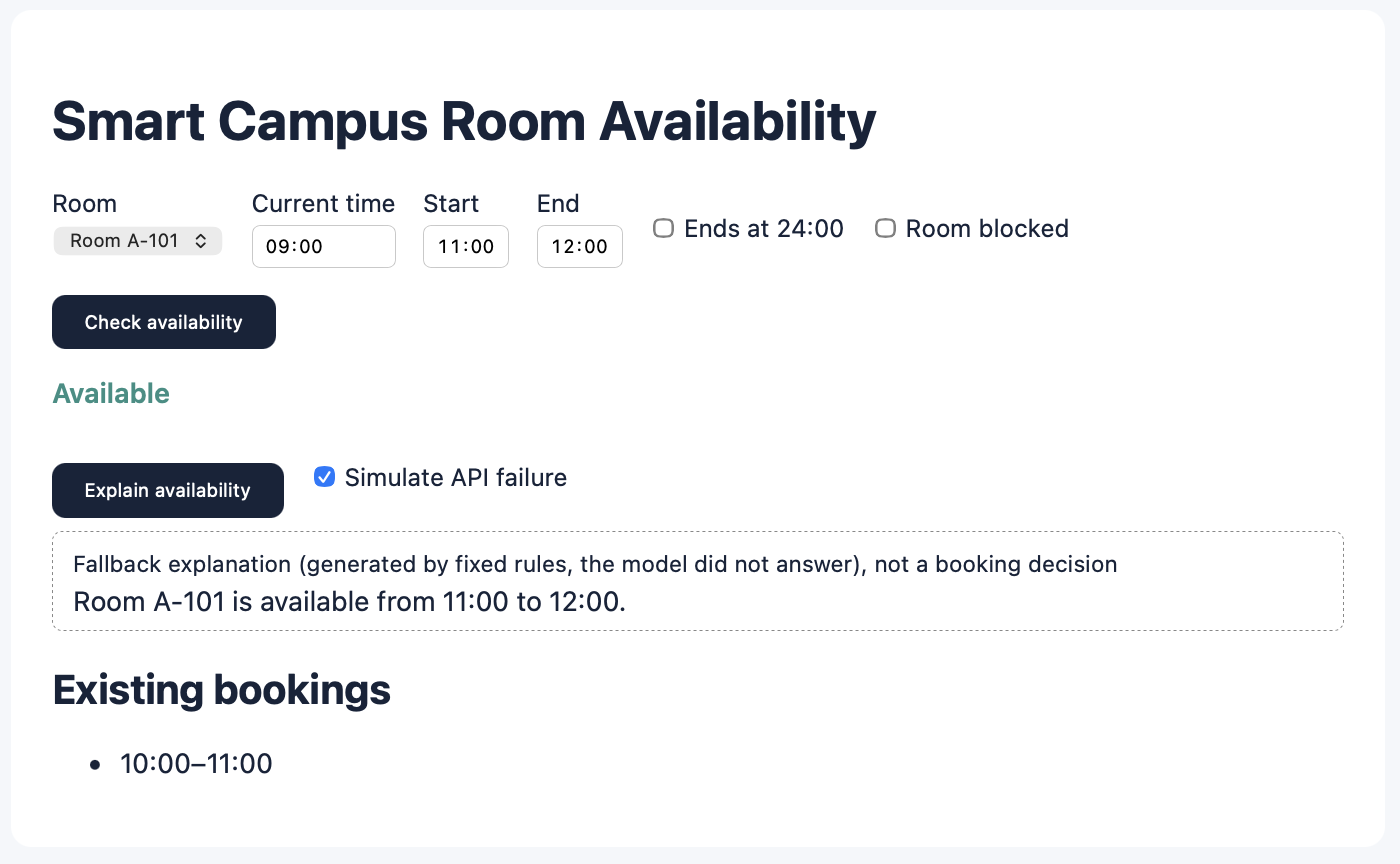 Smart Campus Room Availability
Room
Current time
Start
End
Room A-101
09:00
11:00
12:00
Ends at 24:00
Room blocked
Check availability
Available
Explain availability
Simulate API failure
Fallback explanation (generated by fixed rules, the model did not answer), not a booking decision
Room A-101 is available from 11:00 to 12:00.
Existing bookings
• 10:00–11:00